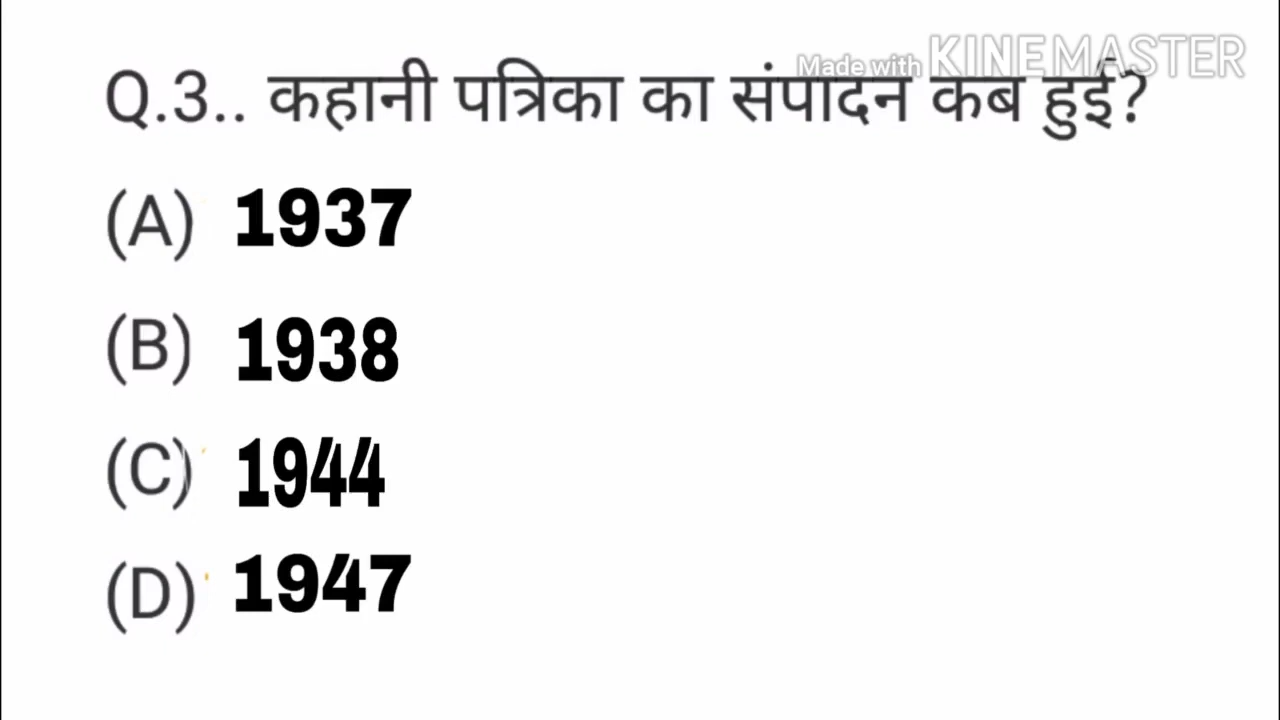 Made with KINEMASTER
Q.3.. कहानी पत्रिका का संपादन कब हुई?
(A) 1937
(B) 1938
(C) 1944
(D) 1947